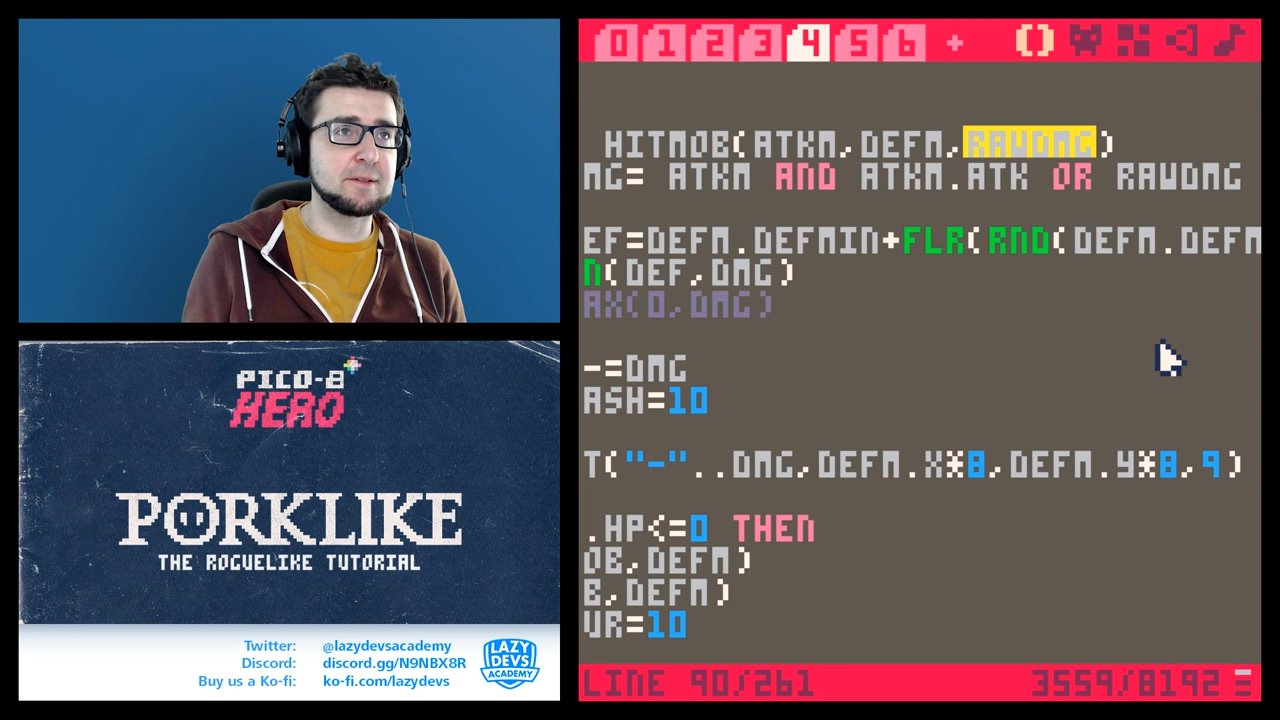 0 1 2 3 4 5 6 +
HITMOB(ATKM,DEFM,RAWDMG)
MG= ATKM AND ATKM.ATK OR RAWDMG
EF=DEFM.DEFMIN+FLR(RND(DEFM.DEFM
N(DEF,DMG)
AX(0,DMG)
-=DMG
ASH=10
T("-"..DMG,DEFM.X*8,DEFM.Y*8,9)
.HP<=0 THEN
OB,DEFM)
B,DEFM)
UR=10
LINE 90/261 3559/8192
PICO-8
HERO
PORKLIKE
THE ROGUELIKE TUTORIAL
Twitter: @lazydevsacademy
Discord: discord.gg/N9NBX8R
Buy us a Ko-fi: ko-fi.com/lazydevs
LAZY
DEVS
ACADEMY